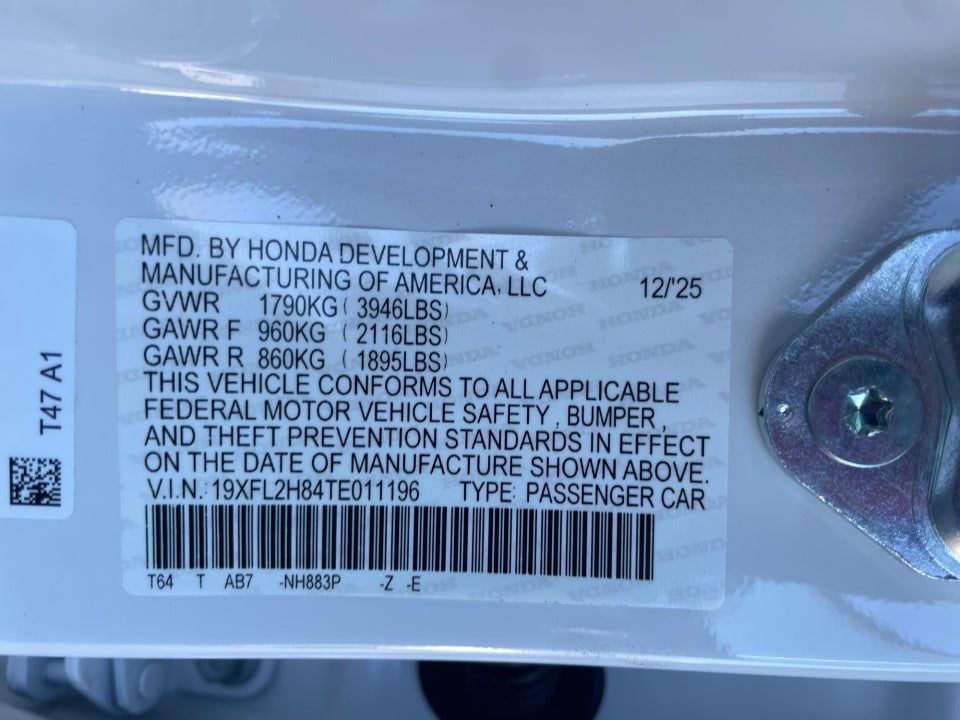 MFD. BY HONDA DEVELOPMENT &
MANUFACTURING OF AMERICA, LLC 12/'25
GVWR 1790KG ( 3946LBS)
GAWR F 960KG ( 2116LBS)
GAWR R 860KG ( 1895LBS)
THIS VEHICLE CONFORMS TO ALL APPLICABLE
FEDERAL MOTOR VEHICLE SAFETY, BUMPER,
AND THEFT PREVENTION STANDARDS IN EFFECT
ON THE DATE OF MANUFACTURE SHOWN ABOVE.
V.I.N.: 19XFL2H84TE011196 TYPE: PASSENGER CAR
T64 T AB7 -NH883P -Z -E
T47 A1